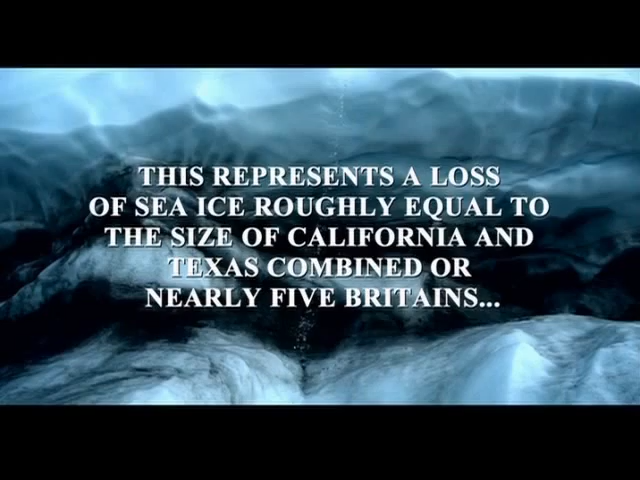 THIS REPRESENTS A LOSS
OF SEA ICE ROUGHLY EQUAL TO
THE SIZE OF CALIFORNIA AND
TEXAS COMBINED OR
NEARLY FIVE BRITAINS...